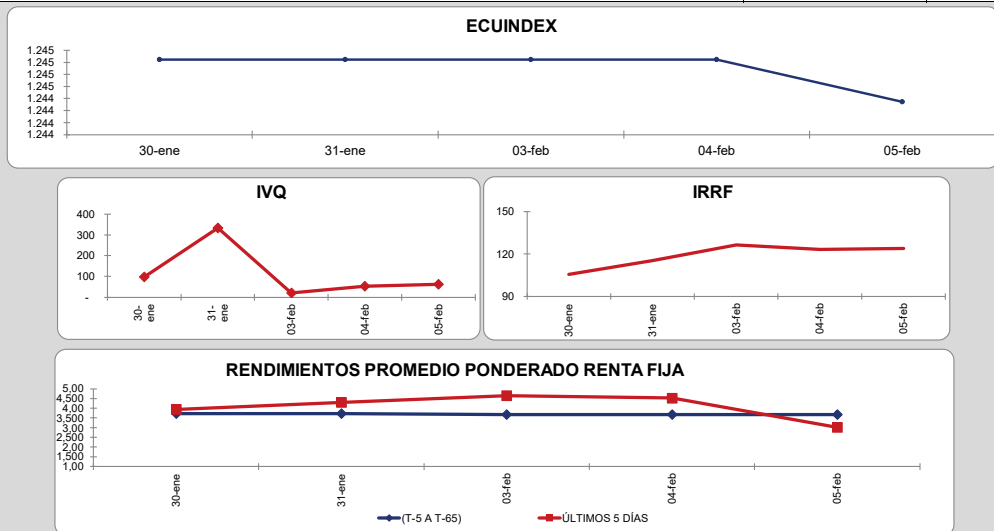 ECUINDEX
1.245
1.245
1.245
1.245
1.244
1.244
1.244
1.244
30-ene 31-ene 03-feb 04-feb 05-feb
IVQ
400
300
200
100
-
30-
ene
31-
ene
03-feb
04-feb
05-feb
IRRF
150
120
90
30-ene
31-ene
03-feb
04-feb
05-feb
RENDIMIENTOS PROMEDIO PONDERADO RENTA FIJA
5,00
4,500
4,00
3,500
3,00
2,500
2,00
1,500
1,00
30-ene
31-ene
03-feb
04-feb
05-feb
(T-5 A T-65) ÚLTIMOS 5 DÍAS